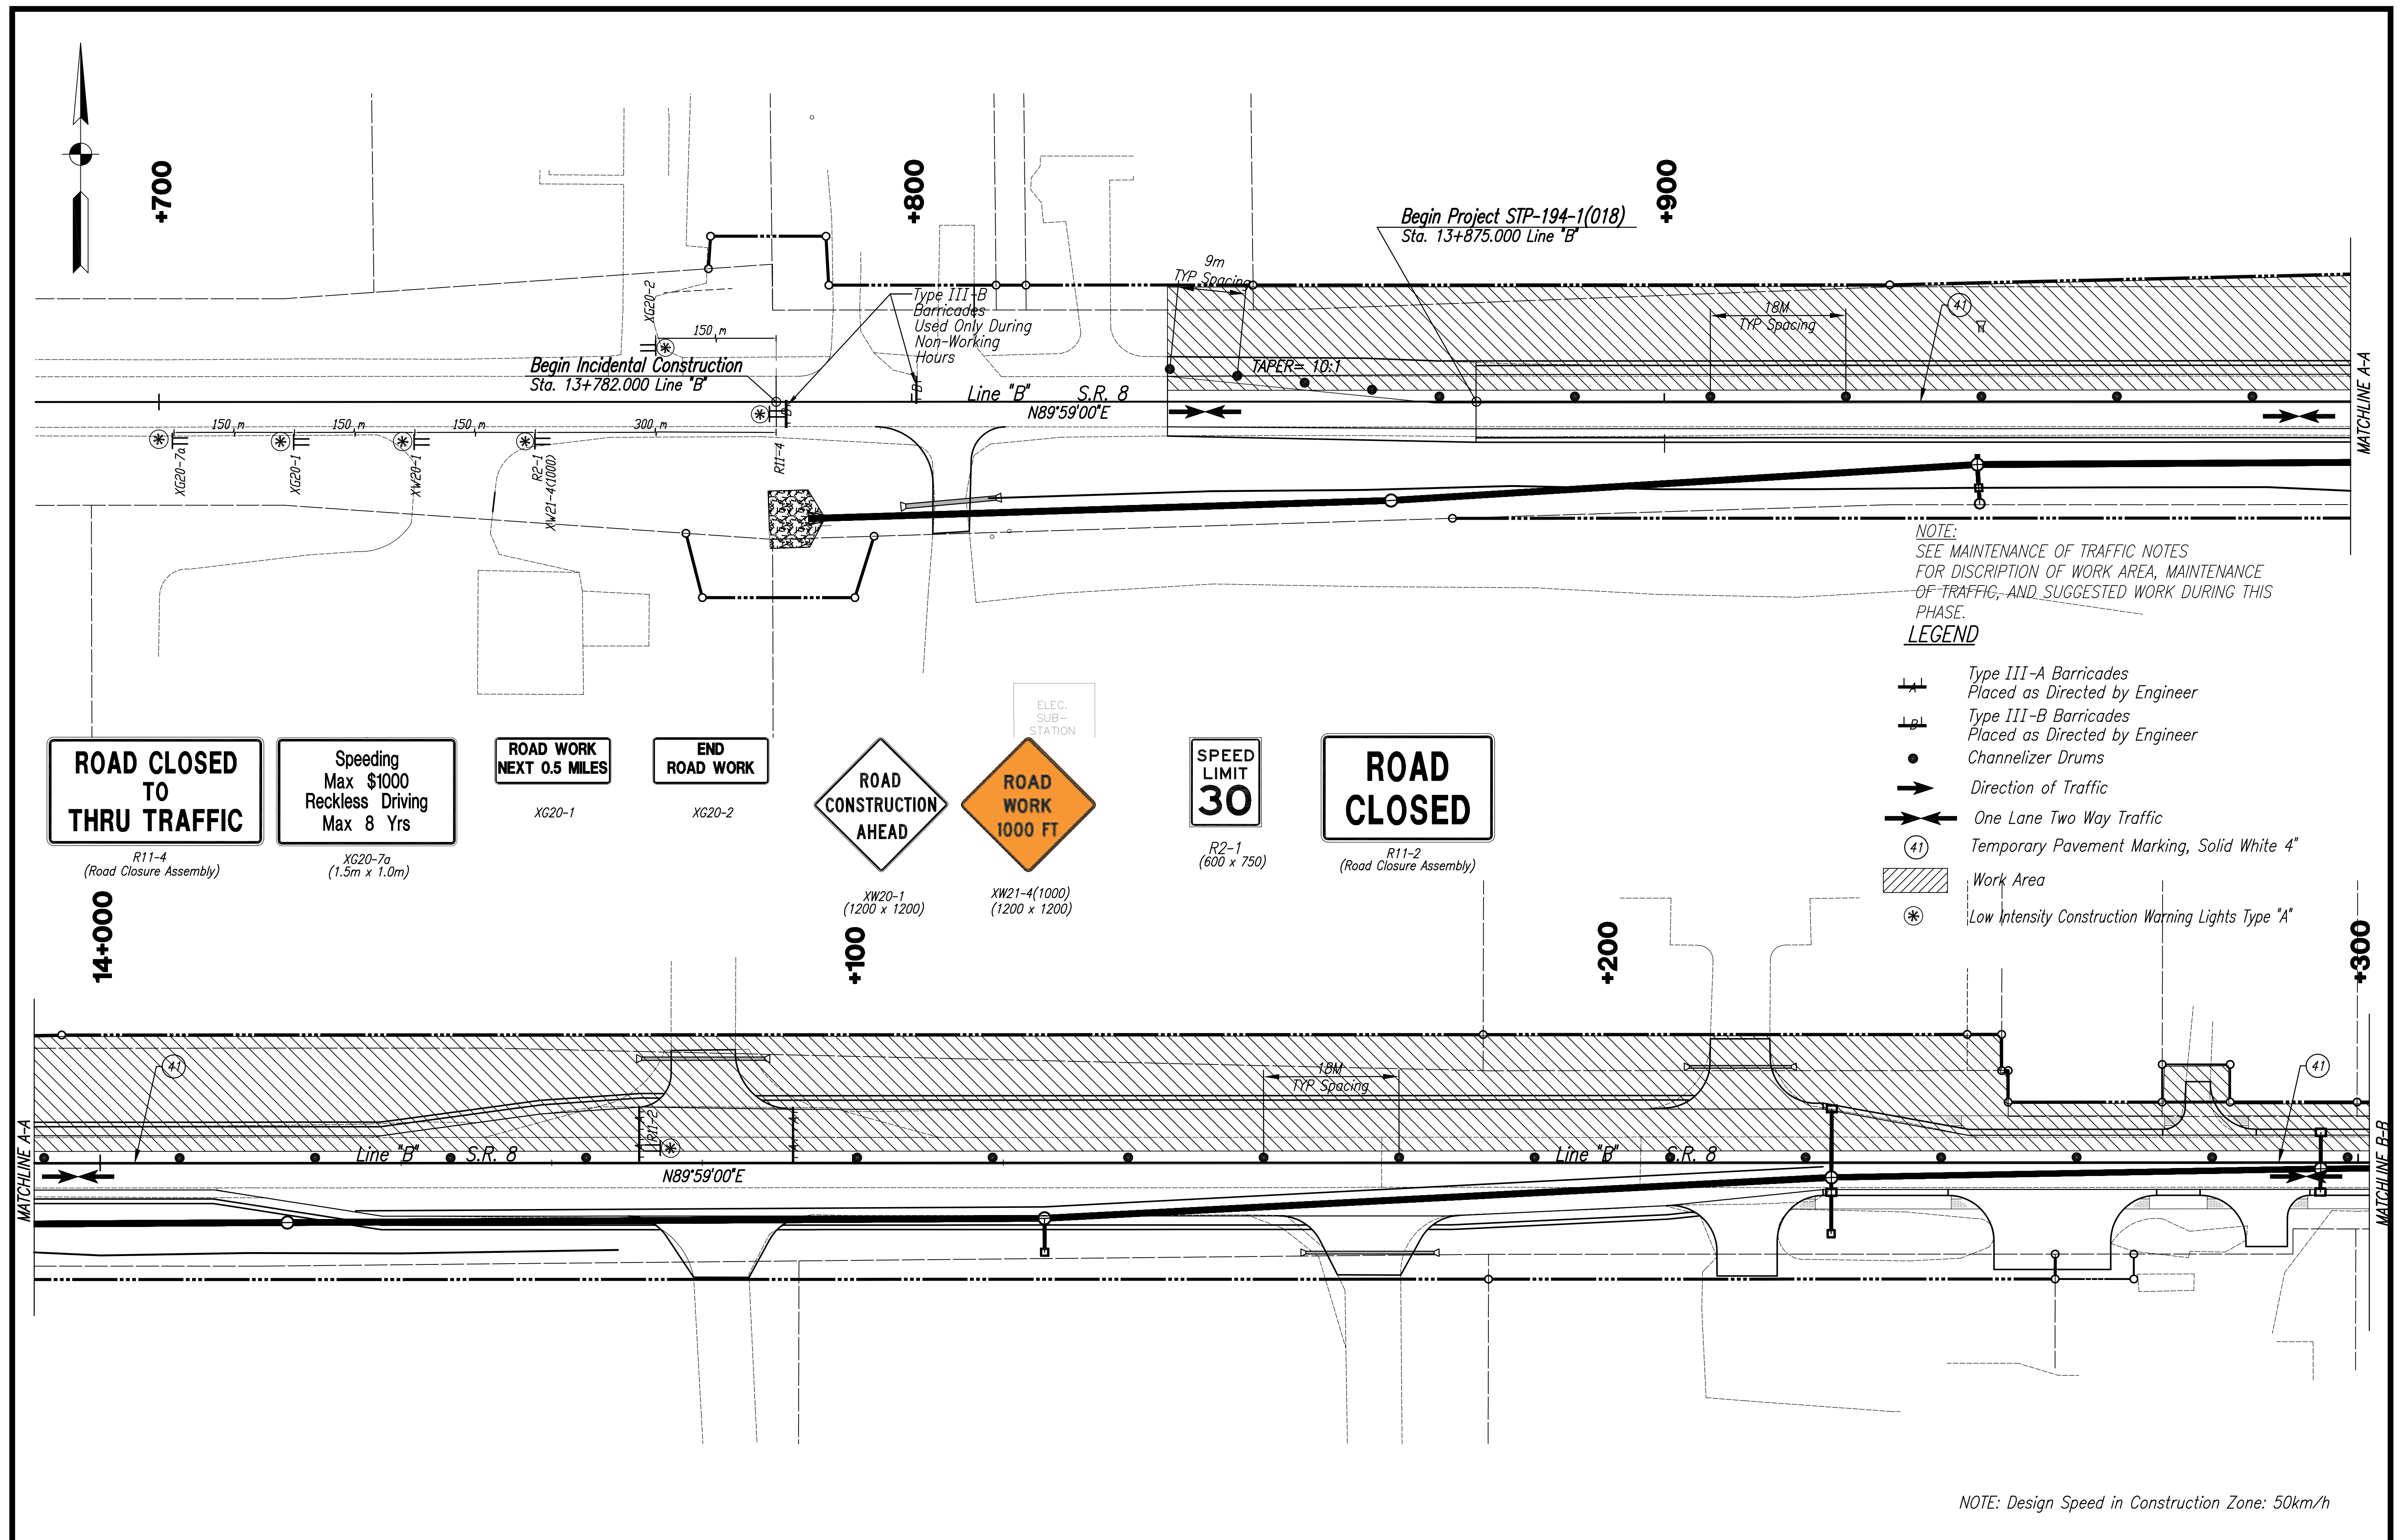 +700
+800
+900
Begin Project STP-194-1(018)
Sta. 13+875.000 Line "B"
9m
TYP Spacing
XG20-2
150 m
Type III-B
Barricades
Used Only During
Non-Working
Hours
18M
TYP Spacing
41
Begin Incidental Construction
Sta. 13+782.000 Line "B"
TAPER= 10:1
B
B
Line "B" S.R. 8
N89°59'00"E
MATCHLINE A-A
150 m
150 m
150 m
300 m
XG20-7a
XG20-1
XW20-1
R2-1
XW21-4(1000)
R11-4
NOTE:
SEE MAINTENANCE OF TRAFFIC NOTES
FOR DISCRIPTION OF WORK AREA, MAINTENANCE
OF TRAFFIC, AND SUGGESTED WORK DURING THIS
PHASE.
LEGEND
A
Type III-A Barricades
Placed as Directed by Engineer
B
Type III-B Barricades
Placed as Directed by Engineer
Channelizer Drums
Direction of Traffic
One Lane Two Way Traffic
41
Temporary Pavement Marking, Solid White 4"
Work Area
Low Intensity Construction Warning Lights Type "A"
ELEC.
SUB-
STATION
ROAD CLOSED
TO
THRU TRAFFIC
R11-4
(Road Closure Assembly)
Speeding
Max $1000
Reckless Driving
Max 8 Yrs
XG20-7a
(1.5m x 1.0m)
ROAD WORK
NEXT 0.5 MILES
XG20-1
END
ROAD WORK
XG20-2
ROAD
CONSTRUCTION
AHEAD
XW20-1
(1200 x 1200)
ROAD
WORK
1000 FT
XW21-4(1000)
(1200 x 1200)
SPEED
LIMIT
30
R2-1
(600 x 750)
ROAD
CLOSED
R11-2
(Road Closure Assembly)
14+000
+100
+200
+300
41
18M
TYP Spacing
41
A
R11-2
A
A
A
MATCHLINE A-A
Line "B" S.R. 8
N89°59'00"E
Line "B" S.R. 8
MATCHLINE B-B
NOTE: Design Speed in Construction Zone: 50km/h